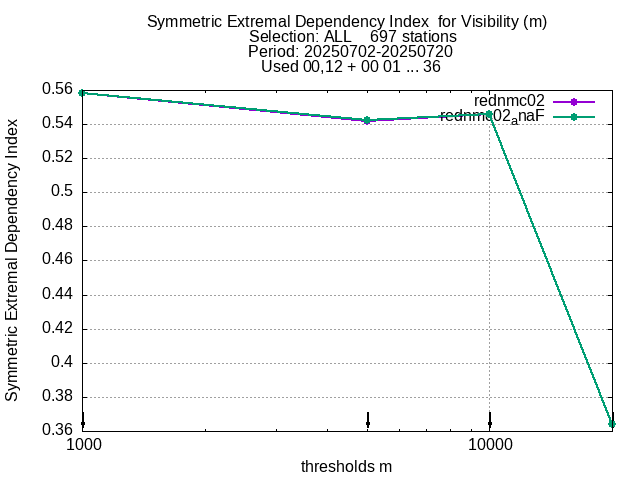 Symmetric Extremal Dependency Index  for Visibility (m)
Selection: ALL    697 stations
Period: 20250702-20250720
Used 00,12 + 00 01 ... 36
rednmc02
rednmc02anaF
Symmetric Extremal Dependency Index
0.56
0.54
0.52
0.5
0.48
0.46
0.44
0.42
0.4
0.38
0.36
1000
10000
thresholds m